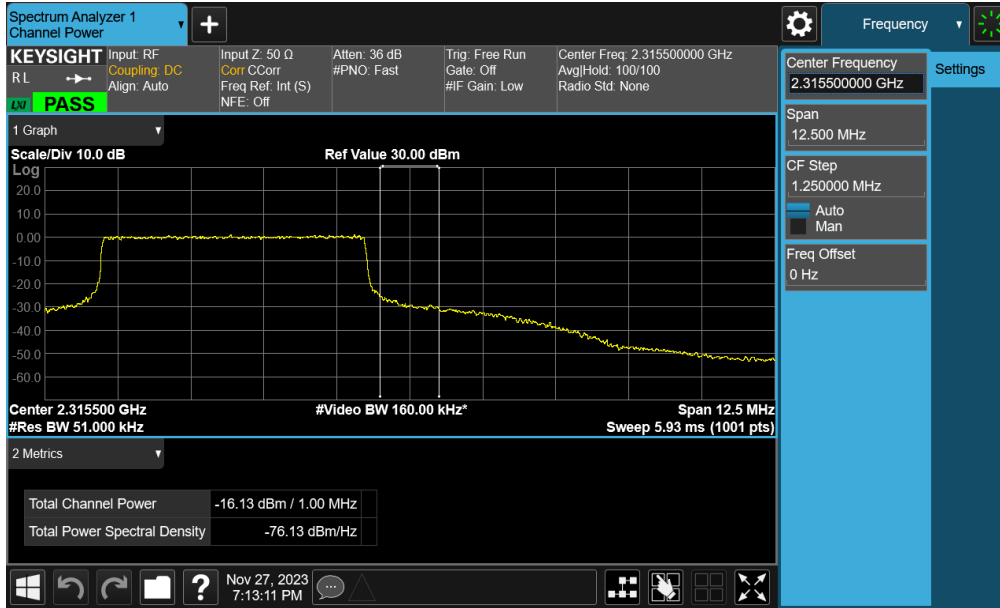 Spectrum Analyzer 1
Channel Power
+
Frequency
KEYSIGHT
R L
LXI
PASS
Input: RF
Coupling: DC
Align: Auto
Input Z: 50 Ω
Corr CCorr
Freq Ref: Int (S)
NFE: Off
Atten: 36 dB
#PNO: Fast
Trig: Free Run
Gate: Off
#IF Gain: Low
Center Freq: 2.315500000 GHz
Avg|Hold: 100/100
Radio Std: None
Center Frequency
2.315500000 GHz
Settings
Span
12.500 MHz
CF Step
1.250000 MHz
Auto
Man
Freq Offset
0 Hz
1 Graph
Scale/Div 10.0 dB
Ref Value 30.00 dBm
Log
20.0
10.0
0.00
-10.0
-20.0
-30.0
-40.0
-50.0
-60.0
Center 2.315500 GHz
#Video BW 160.00 kHz*
Span 12.5 MHz
#Res BW 51.000 kHz
Sweep 5.93 ms (1001 pts)
2 Metrics
Total Channel Power -16.13 dBm / 1.00 MHz
Total Power Spectral Density -76.13 dBm/Hz
?
Nov 27, 2023
7:13:11 PM